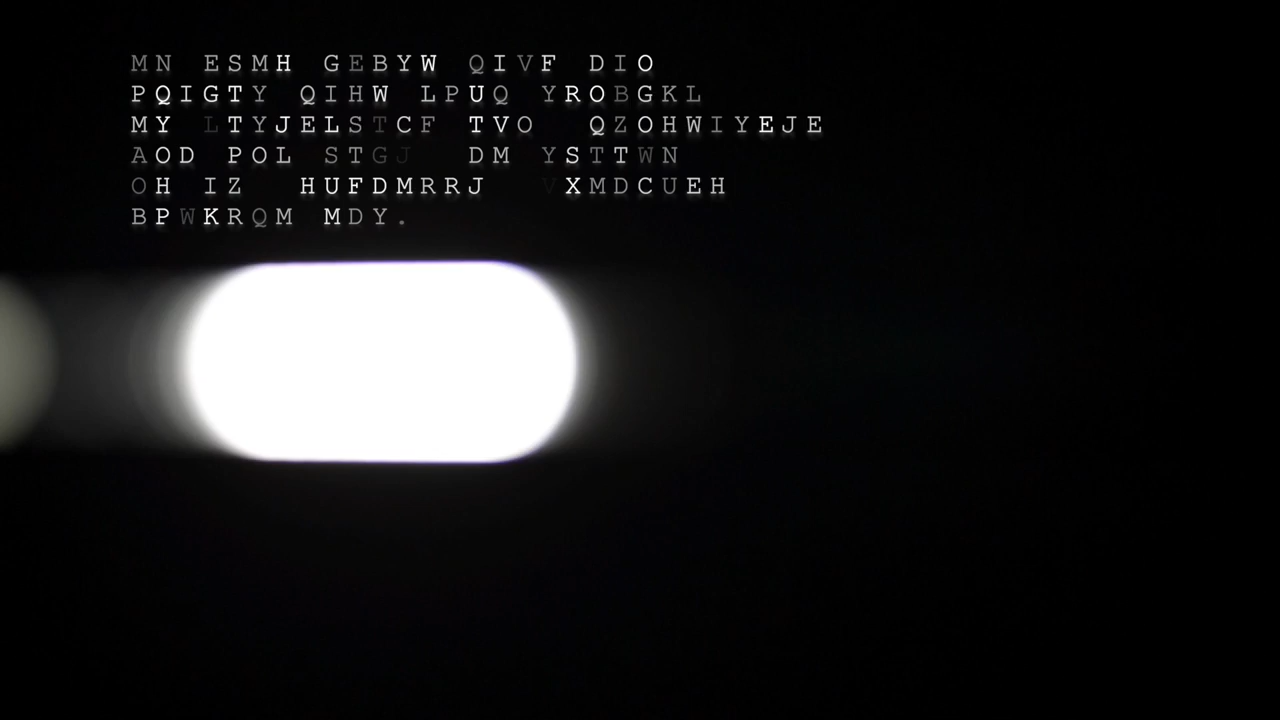 MN ESMH GEBYW QIVF DIO
PQIGTY QIHW LPUQ YROBGKL
MY LTYJELSTCF TVO QZOHWIYEJE
AOD POL STGJ DM YSTTWN
OH IZ HUFDMRRJ VXMDCUEH
BPWKRQM MDY.